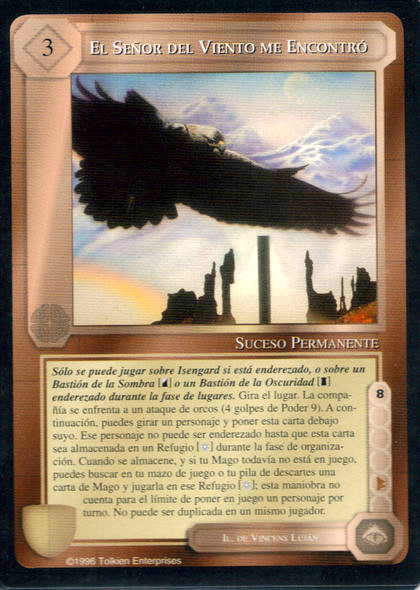 3
EL SEÑOR DEL VIENTO ME ENCONTRÓ
SUCESO PERMANENTE
Sólo se puede jugar sobre Isengard si está enderezado, o sobre un
Bastión de la Sombra [] o un Bastión de la Oscuridad []
enderezado durante la fase de lugares. Gira el lugar. La compa-
ñía se enfrenta a un ataque de orcos (4 golpes de Poder 9). A con-
tinuación, puedes girar un personaje y poner esta carta debajo
suyo. Ese personaje no puede ser enderezado hasta que esta carta
sea almacenada en un Refugio [] durante la fase de organiza-
ción. Cuando se almacene, y si tu Mago todavía no está en juego,
puedes buscar en tu mazo de juego o tu pila de descartes una
carta de Mago y jugarla en ese Refugio []; esta maniobra no
cuenta para el límite de poner en juego un personaje por
turno. No puede ser duplicada en un mismo jugador.
8
IL. DE VINCENS LUJÁN
©1996 Tolkien Enterprises